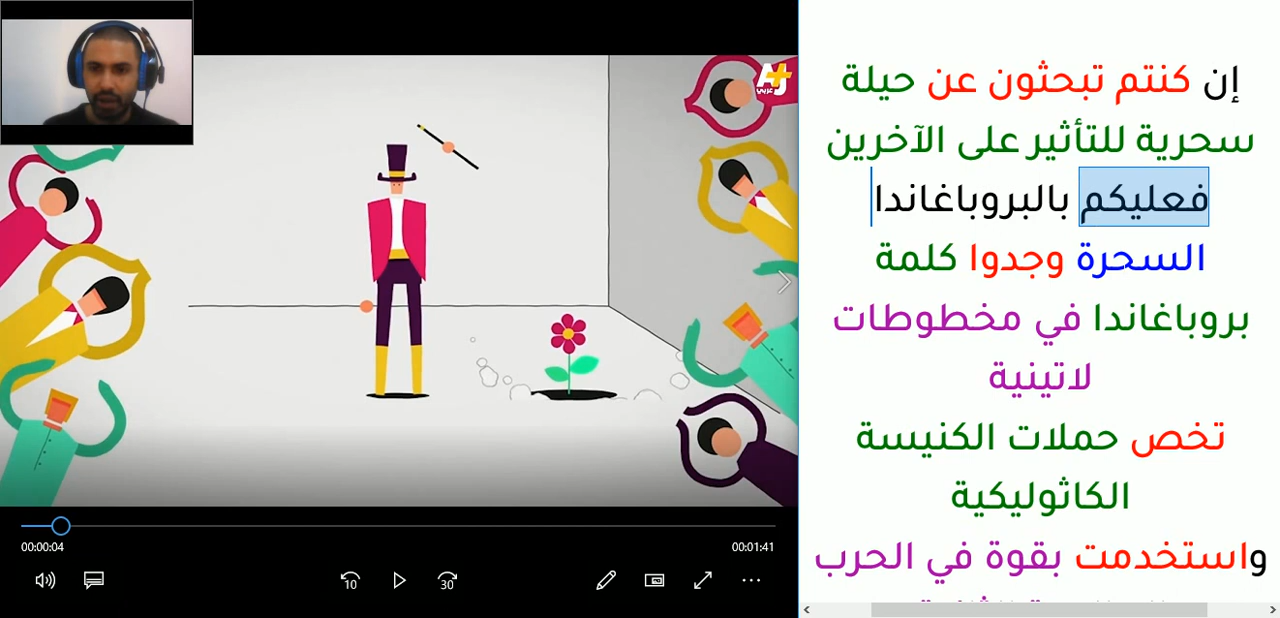 إن كنتم تبحثون عن حيلة
سحرية للتأثير على الآخرين
فعليكم بالبروباغاندا
السحرة وجدوا كلمة
بروباغاندا في مخطوطات
لاتينية
تخص حملات الكنيسة
الكاثوليكية
واستخدمت بقوة في الحرب
عربي
00:00:04
00:01:41
10
30